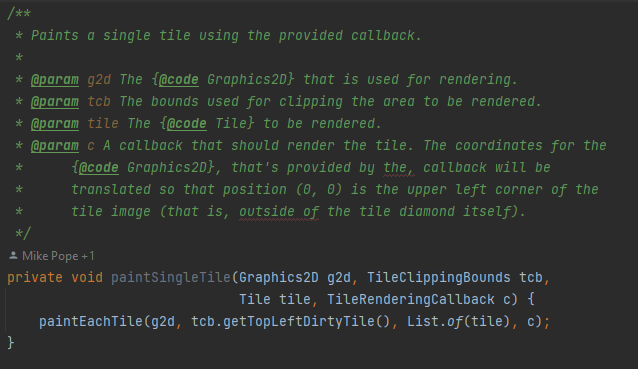 /**
 * Paints a single tile using the provided callback.
 *
 * @param g2d The {@code Graphics2D} that is used for rendering.
 * @param tcb The bounds used for clipping the area to be rendered.
 * @param tile The {@code Tile} to be rendered.
 * @param c A callback that should render the tile. The coordinates for the
 *      {@code Graphics2D}, that's provided by the, callback will be
 *      translated so that position (0, 0) is the upper left corner of the
 *      tile image (that is, outside of the tile diamond itself).
 */
Mike Pope +1
private void paintSingleTile(Graphics2D g2d, TileClippingBounds tcb,
                             Tile tile, TileRenderingCallback c) {
    paintEachTile(g2d, tcb.getTopLeftDirtyTile(), List.of(tile), c);
}